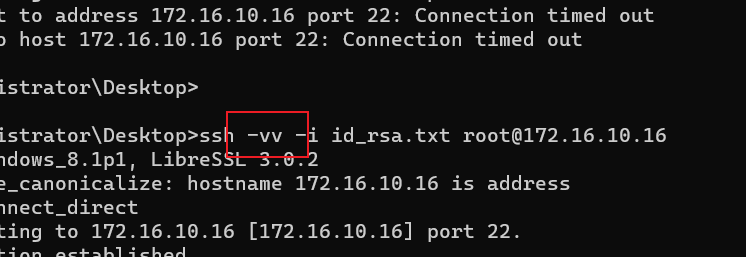 t to address 172.16.10.16 port 22: Connection timed out
o host 172.16.10.16 port 22: Connection timed out
istrator\Desktop>
istrator\Desktop>ssh -vv -i id_rsa.txt root@172.16.10.16
ndows_8.1p1, LibreSSL 3.0.2
e_canonicalize: hostname 172.16.10.16 is address
nnect_direct
ting to 172.16.10.16 [172.16.10.16] port 22.
tion established